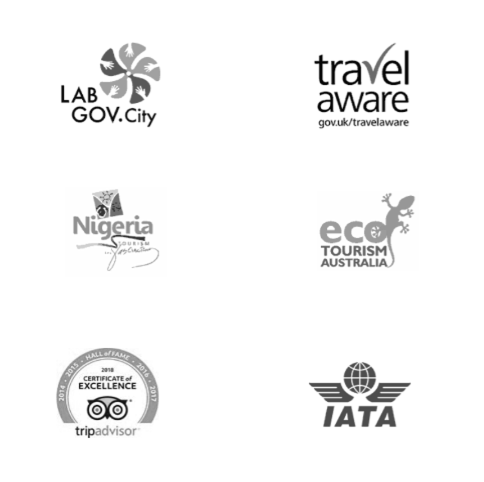 LAB
GOV.City
travel
aware
gov.uk/travelaware
Nigeria
TOURISM
eco
TOURISM
AUSTRALIA
2014 · 2015 · HALL of FAME · 2016 · 2017
2018
CERTIFICATE of
EXCELLENCE
tripadvisor
IATA